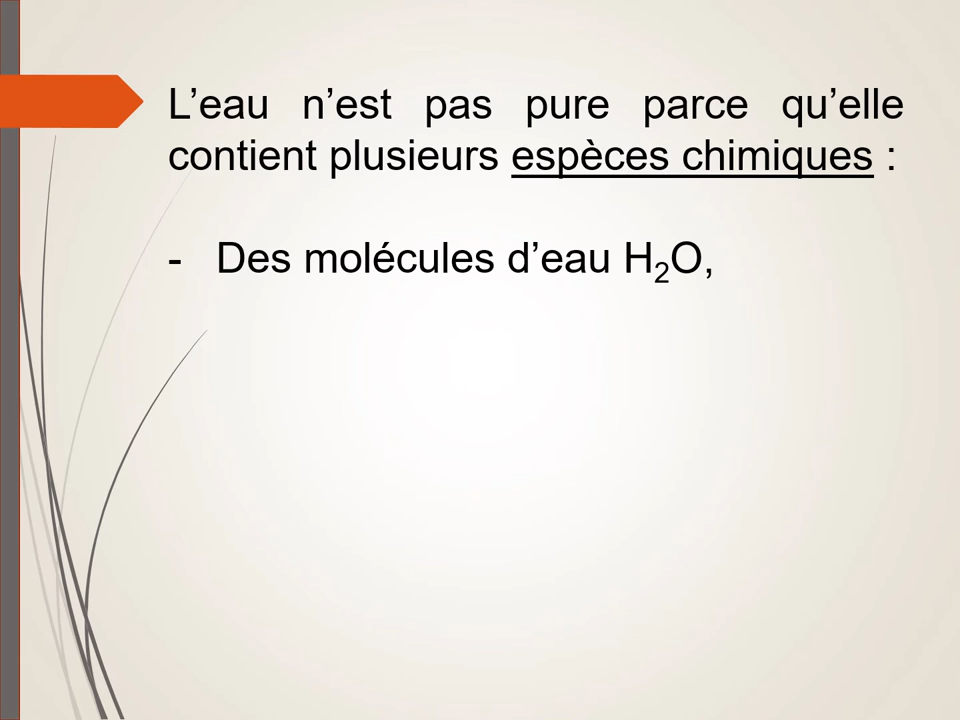 L’eau n’est pas pure parce qu’elle
contient plusieurs espèces chimiques :
- Des molécules d’eau H₂O,